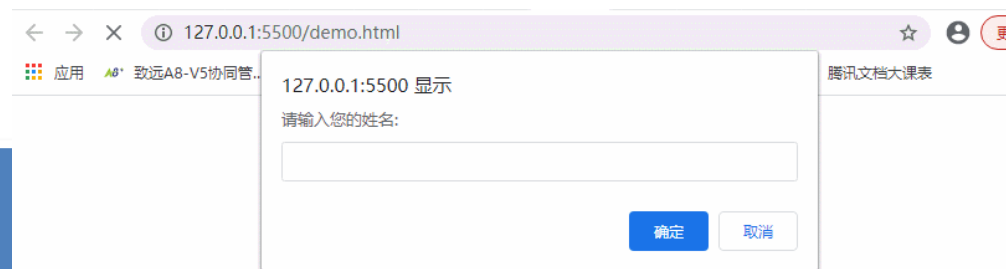 127.0.0.1:5500/demo.html
应用 A8+ 致远A8-V5协同管... 腾讯文档大课表
127.0.0.1:5500 显示
请输入您的姓名:
确定 取消